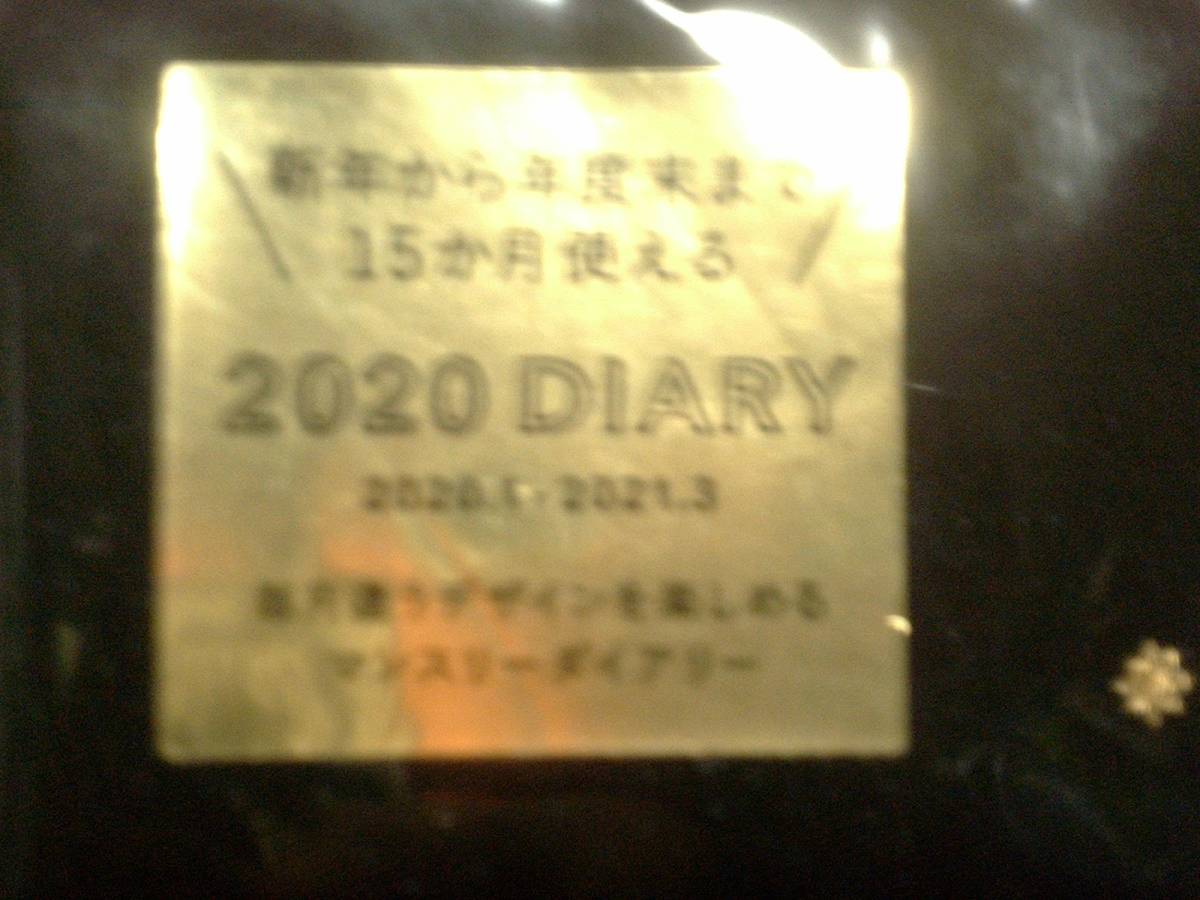 新年から年度末まで
15か月使える
2020 DIARY
2020.1 - 2021.3
毎月違うデザインを楽しめる
マンスリーダイアリー